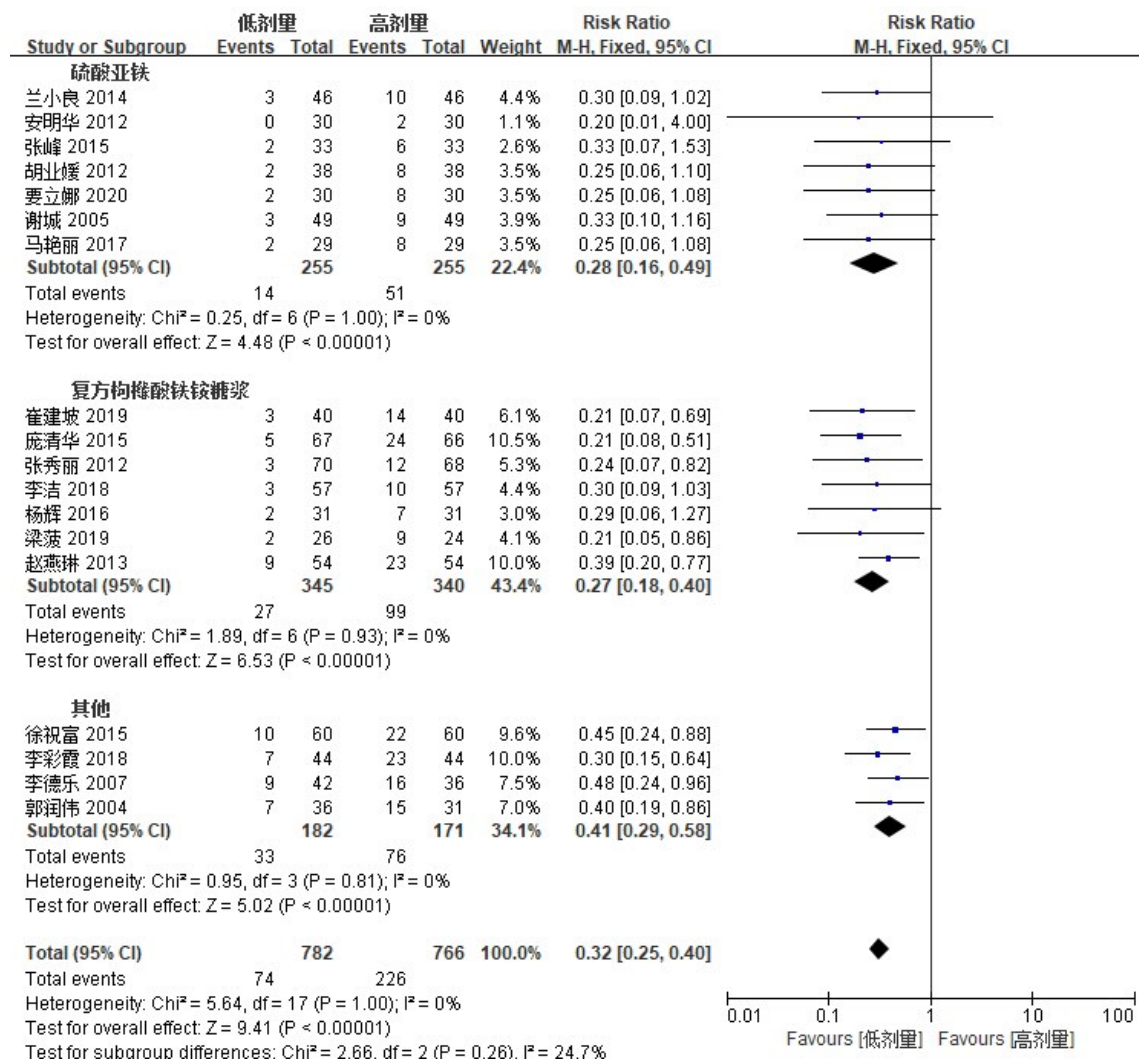 低剂量 高剂量 Risk Ratio Risk Ratio
Study or Subgroup Events Total Events Total Weight M-H, Fixed, 95% CI M-H, Fixed, 95% CI
硫酸亚铁
兰小良 2014 3 46 10 46 4.4% 0.30 [0.09, 1.02]
安明华 2012 0 30 2 30 1.1% 0.20 [0.01, 4.00]
张峰 2015 2 33 6 33 2.6% 0.33 [0.07, 1.53]
胡业媛 2012 2 38 8 38 3.5% 0.25 [0.06, 1.10]
要立娜 2020 2 30 8 30 3.5% 0.25 [0.06, 1.08]
谢城 2005 3 49 9 49 3.9% 0.33 [0.10, 1.16]
马艳丽 2017 2 29 8 29 3.5% 0.25 [0.06, 1.08]
Subtotal (95% CI) 255 255 22.4% 0.28 [0.16, 0.49]
Total events 14 51
Heterogeneity: Chi² = 0.25, df = 6 (P = 1.00); I² = 0%
Test for overall effect: Z = 4.48 (P < 0.00001)
复方枸橼酸铁铵糖浆
崔建坡 2019 3 40 14 40 6.1% 0.21 [0.07, 0.69]
庞清华 2015 5 67 24 66 10.5% 0.21 [0.08, 0.51]
张秀丽 2012 3 70 12 68 5.3% 0.24 [0.07, 0.82]
李洁 2018 3 57 10 57 4.4% 0.30 [0.09, 1.03]
杨辉 2016 2 31 7 31 3.0% 0.29 [0.06, 1.27]
梁菠 2019 2 26 9 24 4.1% 0.21 [0.05, 0.86]
赵燕琳 2013 9 54 23 54 10.0% 0.39 [0.20, 0.77]
Subtotal (95% CI) 345 340 43.4% 0.27 [0.18, 0.40]
Total events 27 99
Heterogeneity: Chi² = 1.89, df = 6 (P = 0.93); I² = 0%
Test for overall effect: Z = 6.53 (P < 0.00001)
其他
徐祝富 2015 10 60 22 60 9.6% 0.45 [0.24, 0.88]
李彩霞 2018 7 44 23 44 10.0% 0.30 [0.15, 0.64]
李德乐 2007 9 42 16 36 7.5% 0.48 [0.24, 0.96]
郭润伟 2004 7 36 15 31 7.0% 0.40 [0.19, 0.86]
Subtotal (95% CI) 182 171 34.1% 0.41 [0.29, 0.58]
Total events 33 76
Heterogeneity: Chi² = 0.95, df = 3 (P = 0.81); I² = 0%
Test for overall effect: Z = 5.02 (P < 0.00001)
Total (95% CI) 782 766 100.0% 0.32 [0.25, 0.40]
Total events 74 226
Heterogeneity: Chi² = 5.64, df = 17 (P = 1.00); I² = 0%
Test for overall effect: Z = 9.41 (P < 0.00001)
Test for subgroup differences: Chi² = 2.66, df = 2 (P = 0.26), I² = 24.7%
0.01 0.1 1 10 100
Favours [低剂量] Favours [高剂量]